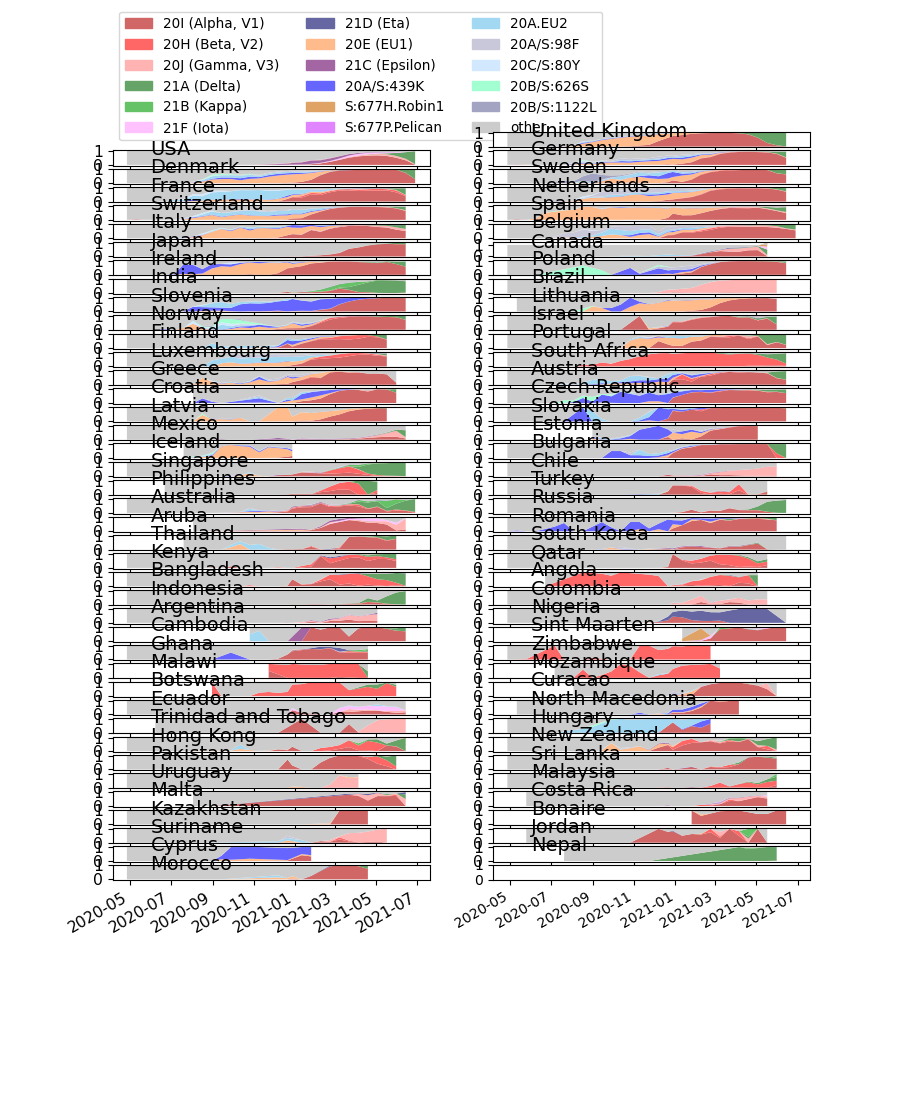 20I (Alpha, V1)
20H (Beta, V2)
20J (Gamma, V3)
21A (Delta)
21B (Kappa)
21F (Iota)
21D (Eta)
20E (EU1)
21C (Epsilon)
20A/S:439K
S:677H.Robin1
S:677P.Pelican
20A.EU2
20A/S:98F
20C/S:80Y
20B/S:626S
20B/S:1122L
other
USA
Denmark
France
Switzerland
Italy
Japan
Ireland
India
Slovenia
Norway
Finland
Luxembourg
Greece
Croatia
Latvia
Mexico
Iceland
Singapore
Philippines
Australia
Aruba
Thailand
Kenya
Bangladesh
Indonesia
Argentina
Cambodia
Ghana
Malawi
Botswana
Ecuador
Trinidad and Tobago
Hong Kong
Pakistan
Uruguay
Malta
Kazakhstan
Suriname
Cyprus
Morocco
0
2020-05
2020-07
2020-09
2020-11
2021-01
2021-03
2021-05
2021-07
United Kingdom
Germany
Sweden
Netherlands
Spain
Belgium
Canada
Poland
Brazil
Lithuania
Israel
Portugal
South Africa
Austria
Czech Republic
Slovakia
Estonia
Bulgaria
Chile
Turkey
Russia
Romania
South Korea
Qatar
Angola
Colombia
Nigeria
Sint Maarten
Zimbabwe
Mozambique
Curacao
North Macedonia
Hungary
New Zealand
Sri Lanka
Malaysia
Costa Rica
Bonaire
Jordan
Nepal
1
0
2020-05
2020-07
2020-09
2020-11
2021-01
2021-03
2021-05
2021-07